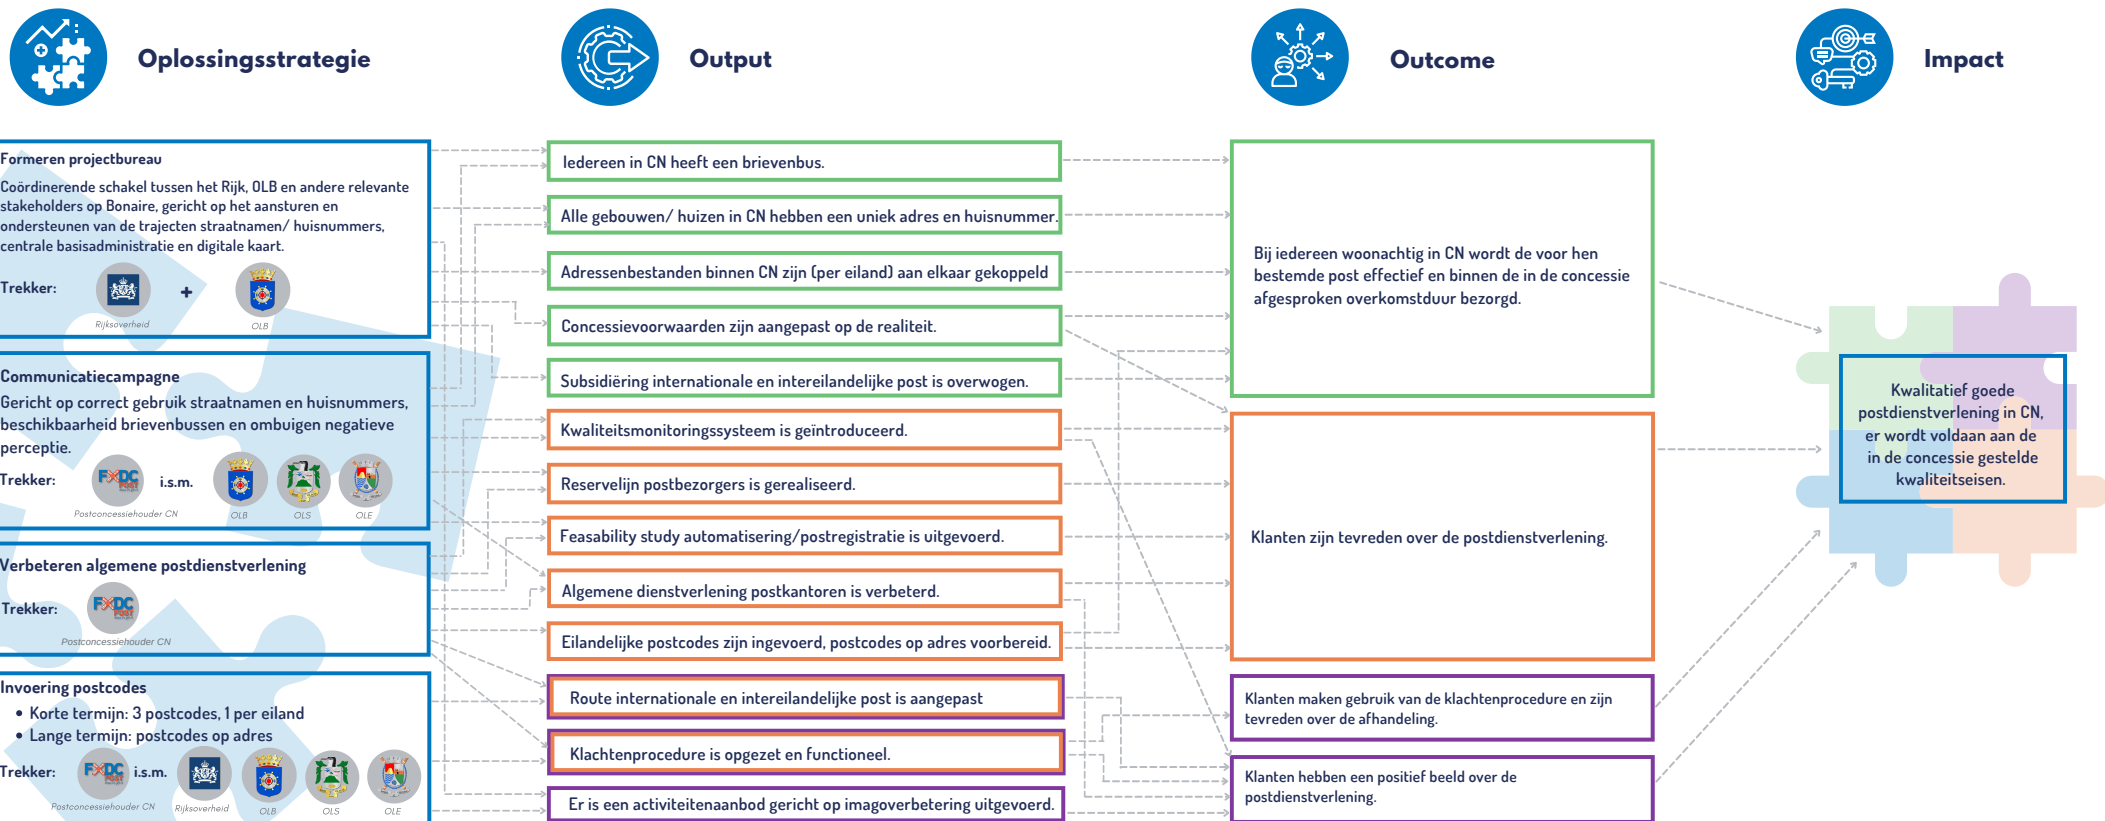 Oplossingsstrategie
Output
Outcome
Impact
Formeren projectbureau
Coördinerende schakel tussen het Rijk, OLB en andere relevante
stakeholders op Bonaire, gericht op het aansturen en
ondersteunen van de trajecten straatnamen/ huisnummers,
centrale basisadministratie en digitale kaart.
Trekker:
+
Rijksoverheid
OLB
Communicatiecampagne
Gericht op correct gebruik straatnamen en huisnummers,
beschikbaarheid brievenbussen en ombuigen negatieve
perceptie.
Trekker:
FXDC
POST
i.s.m.
Postconcessiehouder CN
OLB
OLS
OLE
Verbeteren algemene postdienstverlening
Trekker:
FXDC
POST
Postconcessiehouder CN
Invoering postcodes
• Korte termijn: 3 postcodes, 1 per eiland
• Lange termijn: postcodes op adres
Trekker:
FXDC
POST
i.s.m.
Postconcessiehouder CN
Rijksoverheid
OLB
OLS
OLE
Iedereen in CN heeft een brievenbus.
Alle gebouwen/ huizen in CN hebben een uniek adres en huisnummer.
Adressenbestanden binnen CN zijn (per eiland) aan elkaar gekoppeld
Concessievoorwaarden zijn aangepast op de realiteit.
Subsidiëring internationale en intereilandelijke post is overwogen.
Kwaliteitsmonitoringssysteem is geïntroduceerd.
Reservelijn postbezorgers is gerealiseerd.
Feasability study automatisering/postregistratie is uitgevoerd.
Algemene dienstverlening postkantoren is verbeterd.
Eilandelijke postcodes zijn ingevoerd, postcodes op adres voorbereid.
Route internationale en intereilandelijke post is aangepast
Klachtenprocedure is opgezet en functioneel.
Er is een activiteitenaanbod gericht op imagoverbetering uitgevoerd.
Bij iedereen woonachtig in CN wordt de voor hen
bestemde post effectief en binnen de in de concessie
afgesproken overkomstduur bezorgd.
Klanten zijn tevreden over de postdienstverlening.
Klanten maken gebruik van de klachtenprocedure en zijn
tevreden over de afhandeling.
Klanten hebben een positief beeld over de
postdienstverlening.
Kwalitatief goede
postdienstverlening in CN,
er wordt voldaan aan de
in de concessie gestelde
kwaliteitseisen.